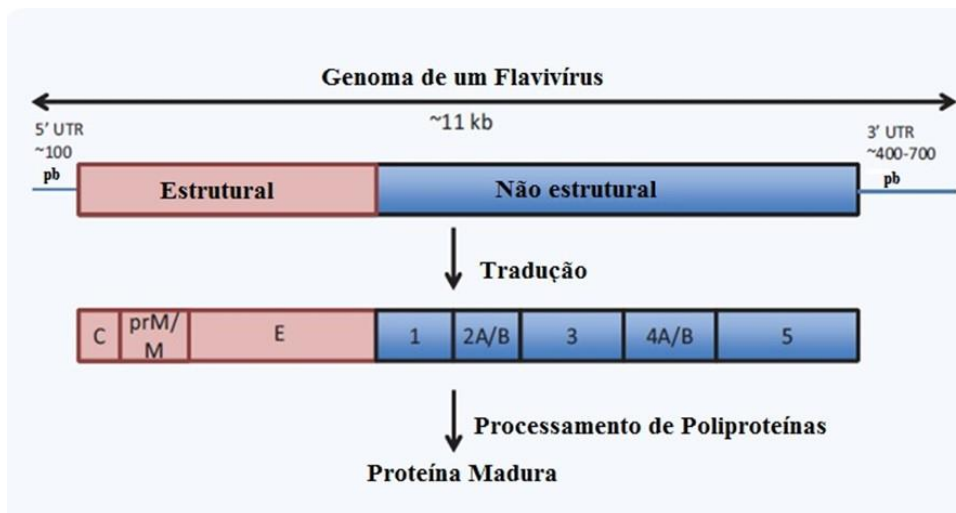 Genoma de um Flavivírus
~11 kb
5' UTR
~100
pb
3' UTR
~400-700
pb
Estrutural
Não estrutural
Tradução
C
prM/
M
E
1
2A/B
3
4A/B
5
Processamento de Poliproteínas
Proteína Madura